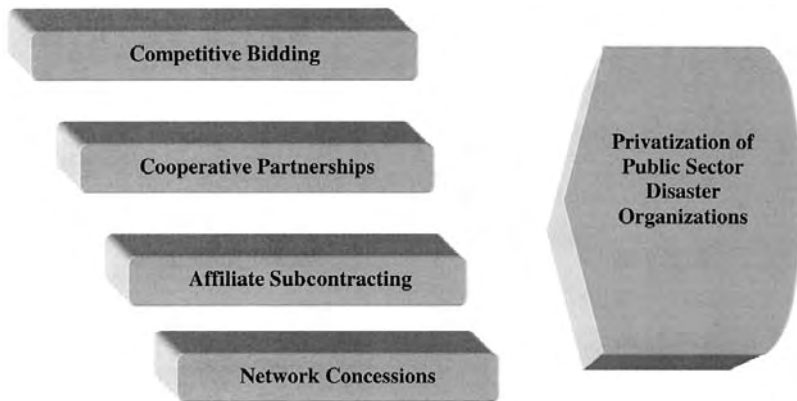 Competitive Bidding
Cooperative Partnerships
Affiliate Subcontracting
Network Concessions
Privatization of
Public Sector
Disaster
Organizations